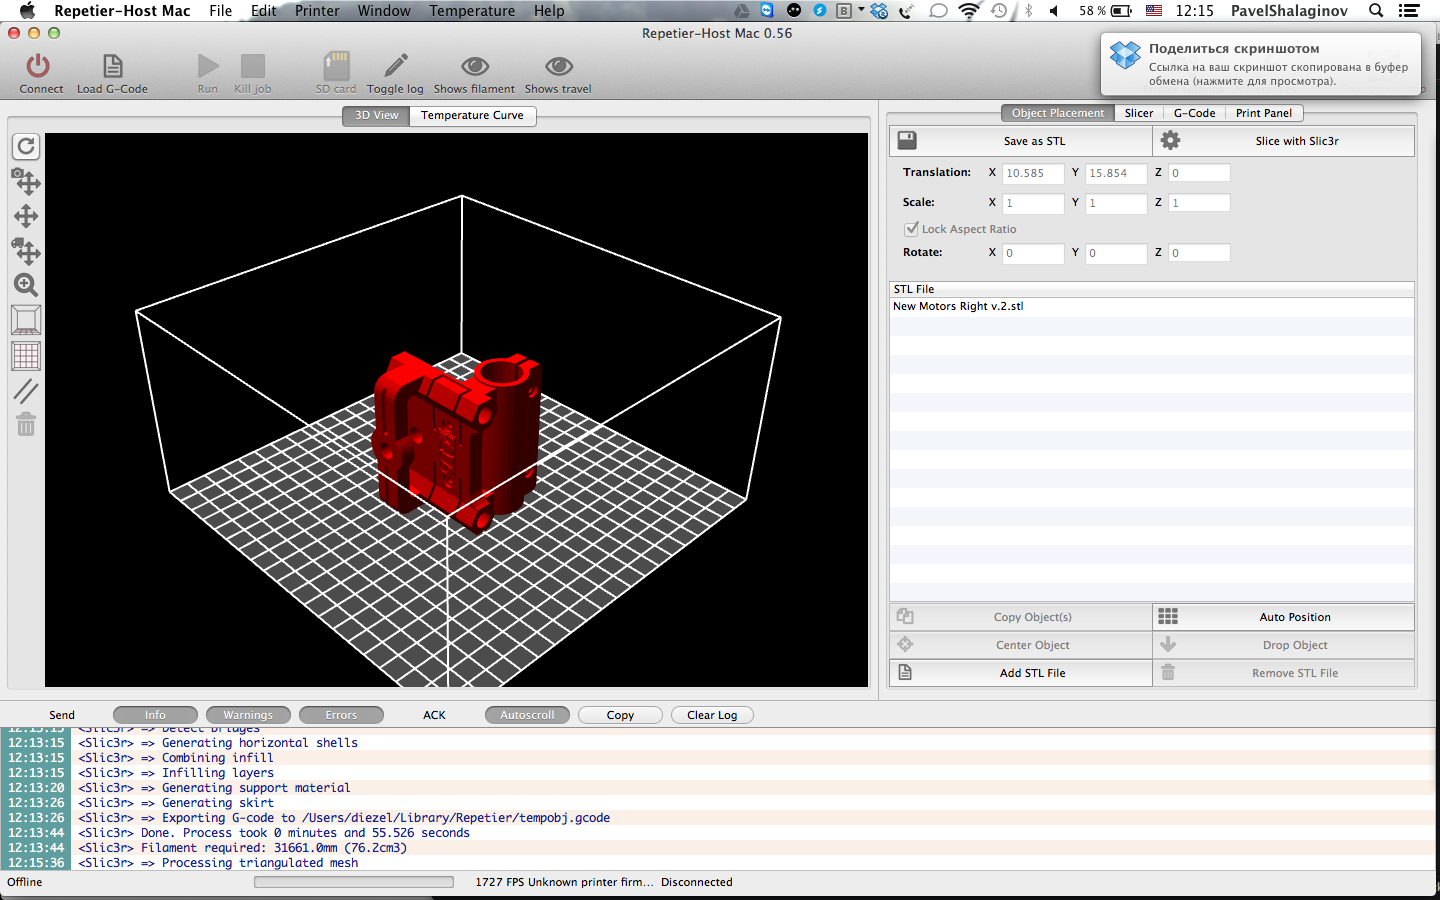 Repetier-Host Mac File Edit Printer Window Temperature Help B 58 % 12:15 PavelShalaginov
Repetier-Host Mac 0.56
Поделиться скриншотом
Ссылка на ваш скриншот скопирована в буфер
обмена (нажмите для просмотра).
Connect Load G-Code Run Kill job SD card Toggle log Shows filament Shows travel
3D View Temperature Curve
Object Placement Slicer G-Code Print Panel
Save as STL Slice with Slic3r
Translation: X 10.585 Y 15.854 Z 0
Scale: X 1 Y 1 Z 1
Lock Aspect Ratio
Rotate: X 0 Y 0 Z 0
STL File
New Motors Right v.2.stl
Copy Object(s) Auto Position
Center Object Drop Object
Add STL File Remove STL File
Send Info Warnings Errors ACK Autoscroll Copy Clear Log
12:13:15 <Slic3r> => Detect bridges
12:13:15 <Slic3r> => Generating horizontal shells
12:13:15 <Slic3r> => Combining infill
12:13:15 <Slic3r> => Infilling layers
12:13:20 <Slic3r> => Generating support material
12:13:26 <Slic3r> => Generating skirt
12:13:26 <Slic3r> => Exporting G-code to /Users/diezel/Library/Repetier/tempobj.gcode
12:13:44 <Slic3r> Done. Process took 0 minutes and 55.526 seconds
12:13:44 <Slic3r> Filament required: 31661.0mm (76.2cm3)
12:15:36 <Slic3r> => Processing triangulated mesh
Offline 1727 FPS Unknown printer firm... Disconnected